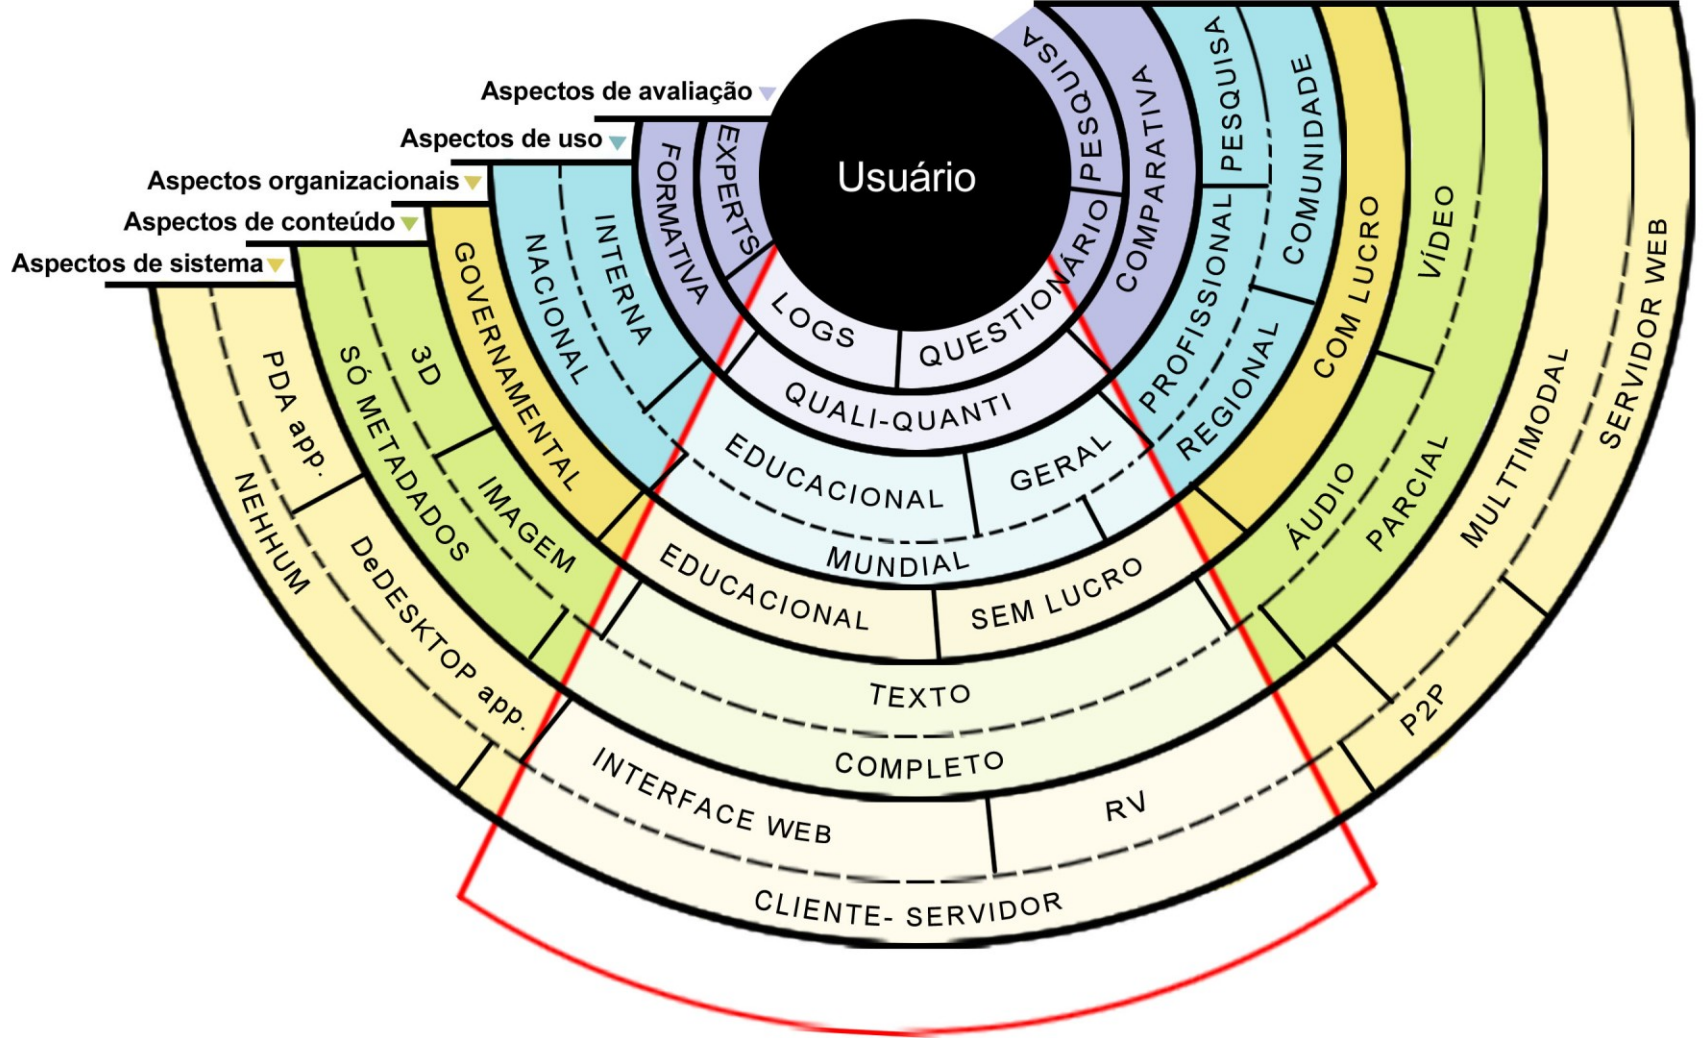 Aspectos de avaliação
Aspectos de uso
Aspectos organizacionais
Aspectos de conteúdo
Aspectos de sistema
Usuário
EXPERTS
LOGS
QUESTIONÁRIO
PESQUISA
FORMATIVA
QUALI-QUANTI
COMPARATIVA
INTERNA
EDUCACIONAL
GERAL
PROFISSIONAL
PESQUISA
NACIONAL
MUNDIAL
REGIONAL
COMUNIDADE
GOVERNAMENTAL
EDUCACIONAL
SEM LUCRO
COM LUCRO
3D
IMAGEM
TEXTO
ÁUDIO
VÍDEO
SÓ METADADOS
COMPLETO
PARCIAL
PDA app.
DeDESKTOP app.
INTERFACE WEB
RV
MULTIMODAL
NEHHUM
CLIENTE- SERVIDOR
P2P
SERVIDOR WEB